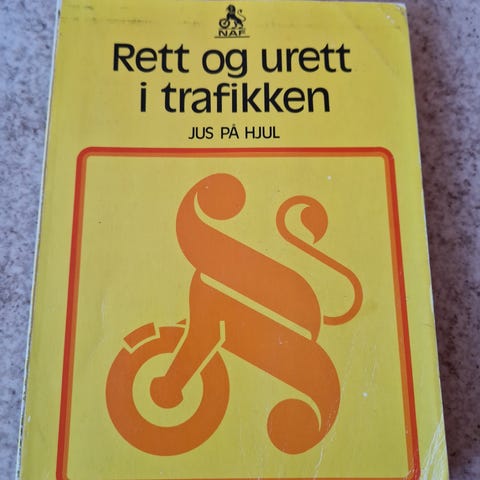 NAF
Rett og urett
i trafikken
JUS PÅ HJUL